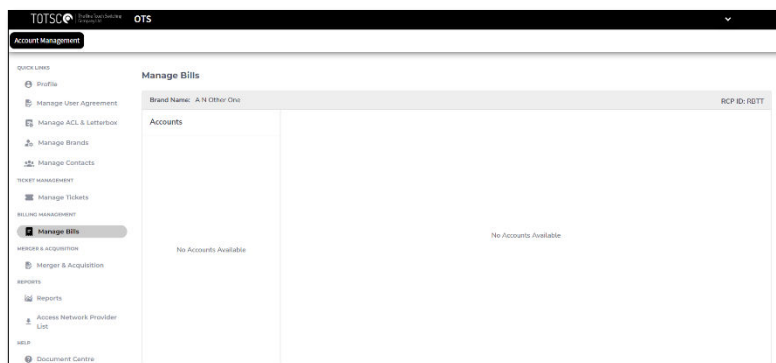 TOTSCO OTS
Account Management
QUICK LINKS
Profile
Manage User Agreement
Manage ACL & Letterbox
Manage Brands
Manage Contacts
TICKET MANAGEMENT
Manage Tickets
BILLING MANAGEMENT
Manage Bills
MERGER & ACQUISITION
Merger & Acquisition
REPORTS
Reports
Access Network Provider
List
HELP
Document Centre
Manage Bills
Brand Name: A N Other One RCP ID: RBTT
Accounts
No Accounts Available
No Accounts Available